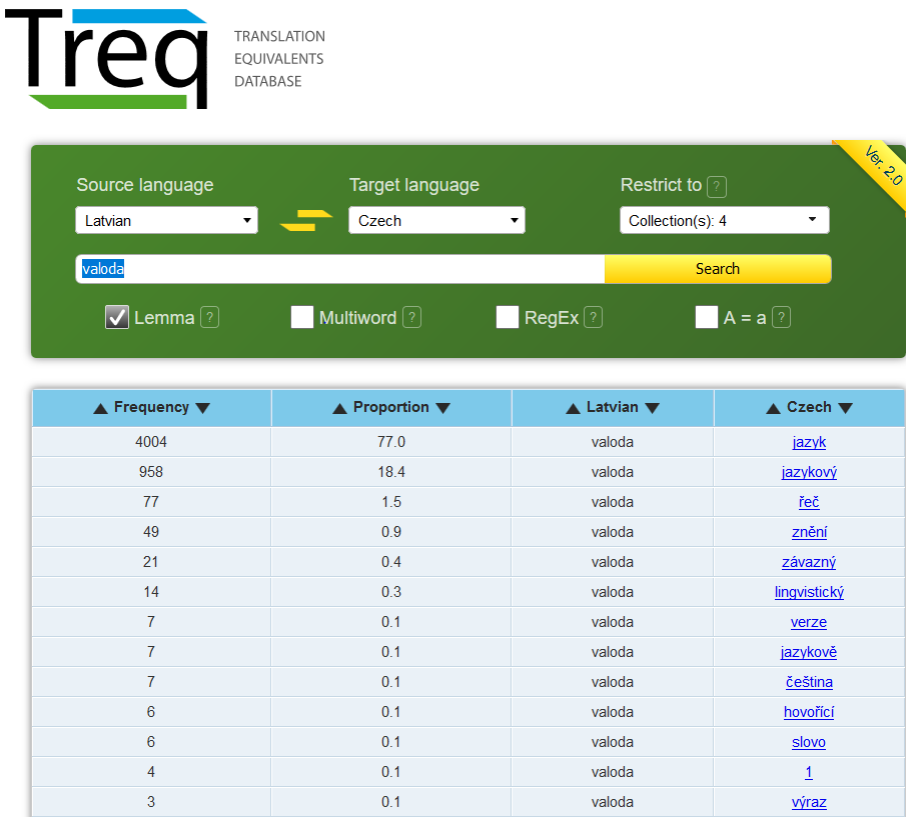 Treq
TRANSLATION
EQUIVALENTS
DATABASE
Ver. 2.0
Source language Target language Restrict to ?
Latvian Czech Collection(s): 4
valoda Search
Lemma ? Multiword ? RegEx ? A = a ?
▲ Frequency ▼ ▲ Proportion ▼ ▲ Latvian ▼ ▲ Czech ▼
4004 77.0 valoda jazyk
958 18.4 valoda jazykový
77 1.5 valoda řeč
49 0.9 valoda znění
21 0.4 valoda závazný
14 0.3 valoda lingvistický
7 0.1 valoda verze
7 0.1 valoda jazykově
7 0.1 valoda čeština
6 0.1 valoda hovořící
6 0.1 valoda slovo
4 0.1 valoda 1
3 0.1 valoda výraz